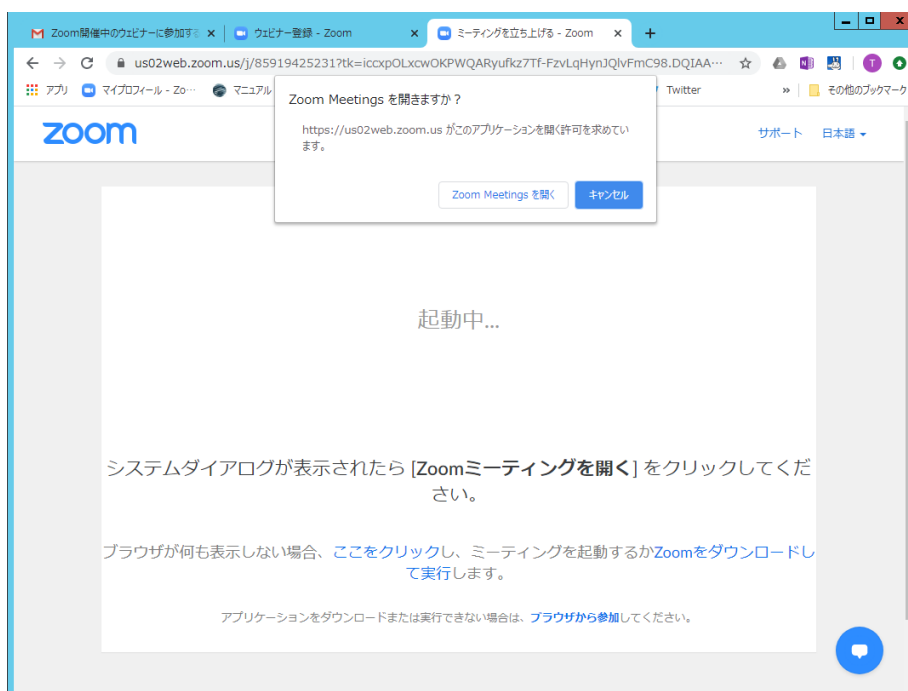 Zoom開催中のウェビナーに参加する
ウェビナー登録 - Zoom
ミーティングを立ち上げる - Zoom
us02web.zoom.us/j/85919425231?tk=iccxpOLxcwOKPWQARyufkz7Tf-FzvLqHynJQlvFmC98.DQIAA…
T
アプリ
マイプロフィール - Zo…
マニュアル
Twitter
»
その他のブックマーク
Zoom Meetings を開きますか？
https://us02web.zoom.us がこのアプリケーションを開く許可を求めてい
ます。
Zoom Meetings を開く
キャンセル
zoom
サポート
日本語
起動中...
システムダイアログが表示されたら [Zoomミーティングを開く] をクリックしてくだ
さい。
ブラウザが何も表示しない場合、ここをクリックし、ミーティングを起動するかZoomをダウンロードし
て実行します。
アプリケーションをダウンロードまたは実行できない場合は、ブラウザから参加してください。